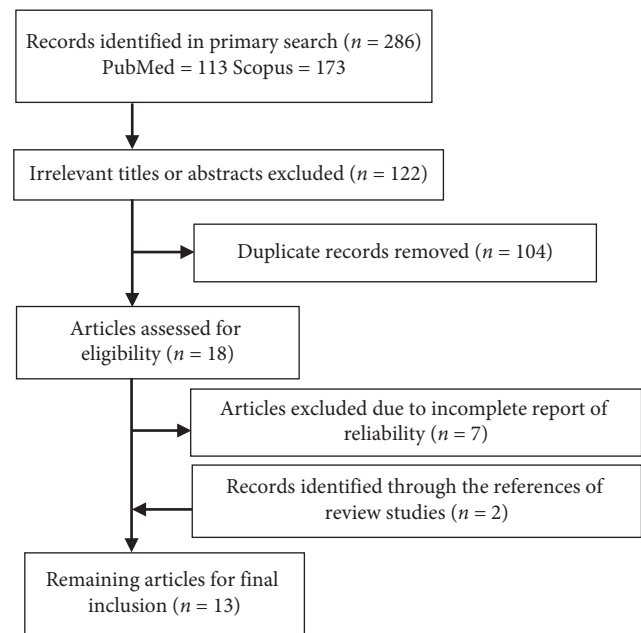 Records identified in primary search (n = 286)
PubMed = 113 Scopus = 173
Irrelevant titles or abstracts excluded (n = 122)
Duplicate records removed (n = 104)
Articles assessed for
eligibility (n = 18)
Articles excluded due to incomplete report of
reliability (n = 7)
Records identified through the references of
review studies (n = 2)
Remaining articles for final
inclusion (n = 13)